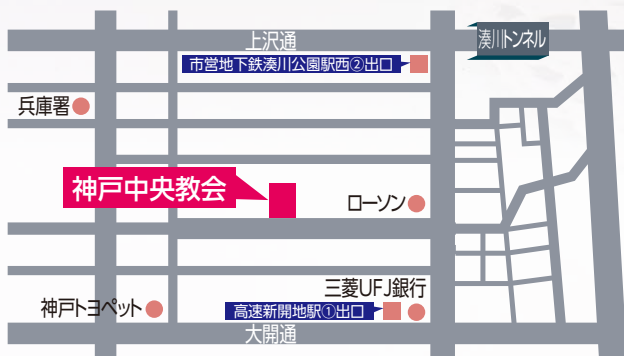 上沢通
湊川トンネル
市営地下鉄湊川公園駅西②出口
兵庫署
神戸中央教会
ローソン
三菱UFJ銀行
神戸トヨペット
高速新開地駅①出口
大開通